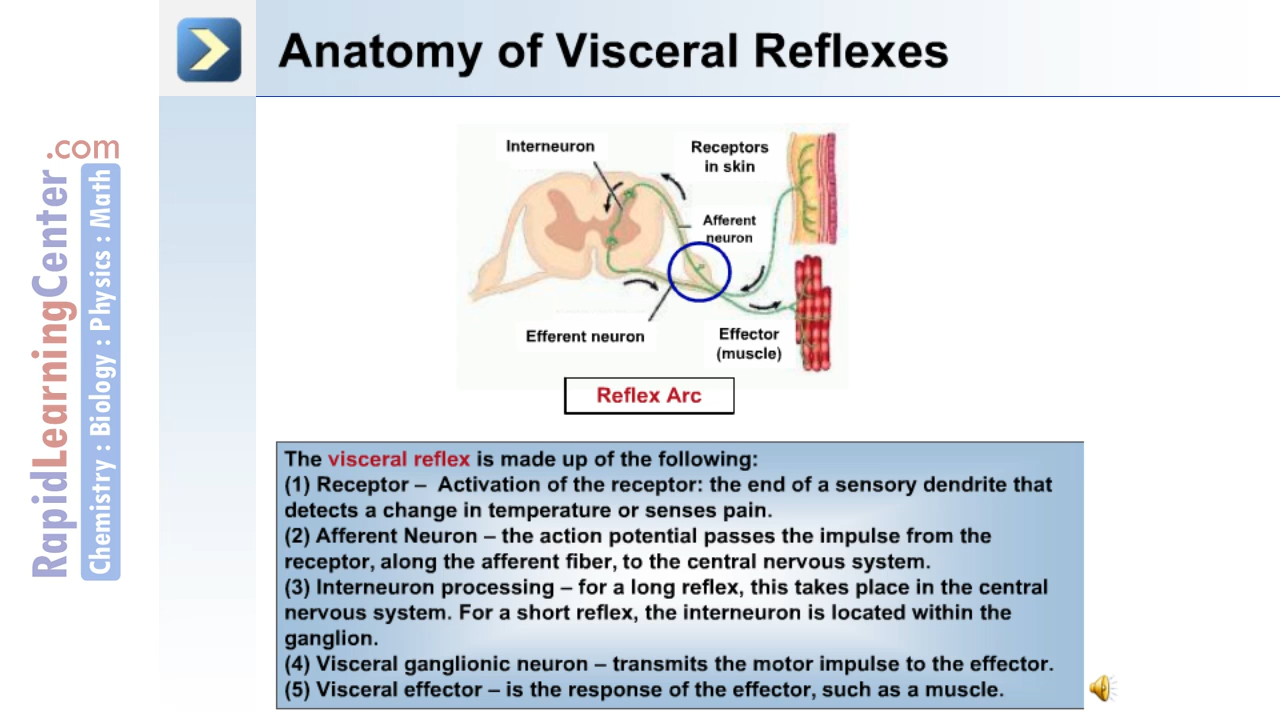 Anatomy of Visceral Reflexes
RapidLearningCenter.com
Chemistry : Biology : Physics : Math
Interneuron
Receptors
in skin
Afferent
neuron
Efferent neuron
Effector
(muscle)
Reflex Arc
The visceral reflex is made up of the following:
(1) Receptor –  Activation of the receptor: the end of a sensory dendrite that
detects a change in temperature or senses pain.
(2) Afferent Neuron – the action potential passes the impulse from the
receptor, along the afferent fiber, to the central nervous system.
(3) Interneuron processing – for a long reflex, this takes place in the central
nervous system. For a short reflex, the interneuron is located within the
ganglion.
(4) Visceral ganglionic neuron – transmits the motor impulse to the effector.
(5) Visceral effector – is the response of the effector, such as a muscle.